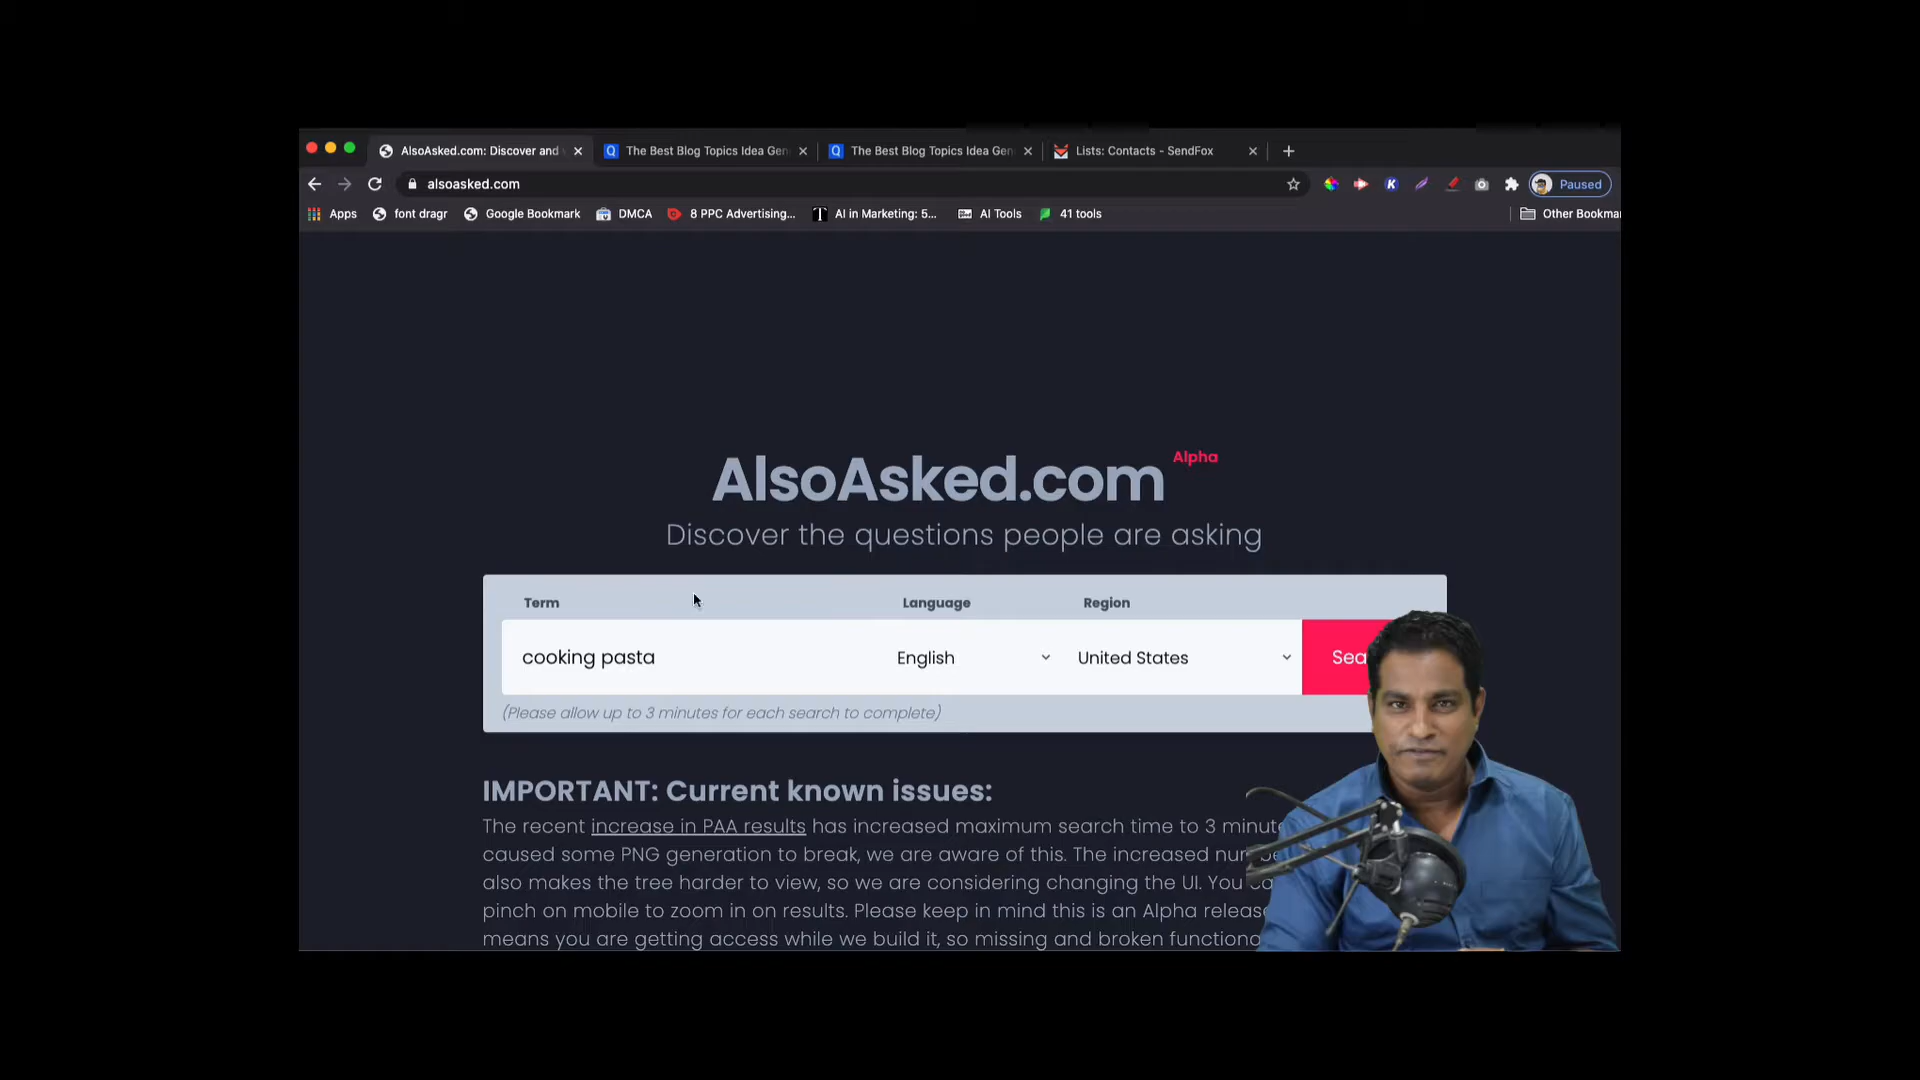 AlsoAsked.com: Discover and
The Best Blog Topics Idea Gen
The Best Blog Topics Idea Gen
Lists: Contacts - SendFox
alsoasked.com
Paused
Apps
font dragr
Google Bookmark
DMCA
8 PPC Advertising...
AI in Marketing: 5...
AI Tools
41 tools
Other Bookmar
AlsoAsked.com
Alpha
Discover the questions people are asking
Term
Language
Region
cooking pasta
English
United States
Sea
(Please allow up to 3 minutes for each search to complete)
IMPORTANT: Current known issues:
The recent increase in PAA results has increased maximum search time to 3 minute
caused some PNG generation to break, we are aware of this. The increased numbe
also makes the tree harder to view, so we are considering changing the UI. You ca
pinch on mobile to zoom in on results. Please keep in mind this is an Alpha release
means you are getting access while we build it, so missing and broken functiona